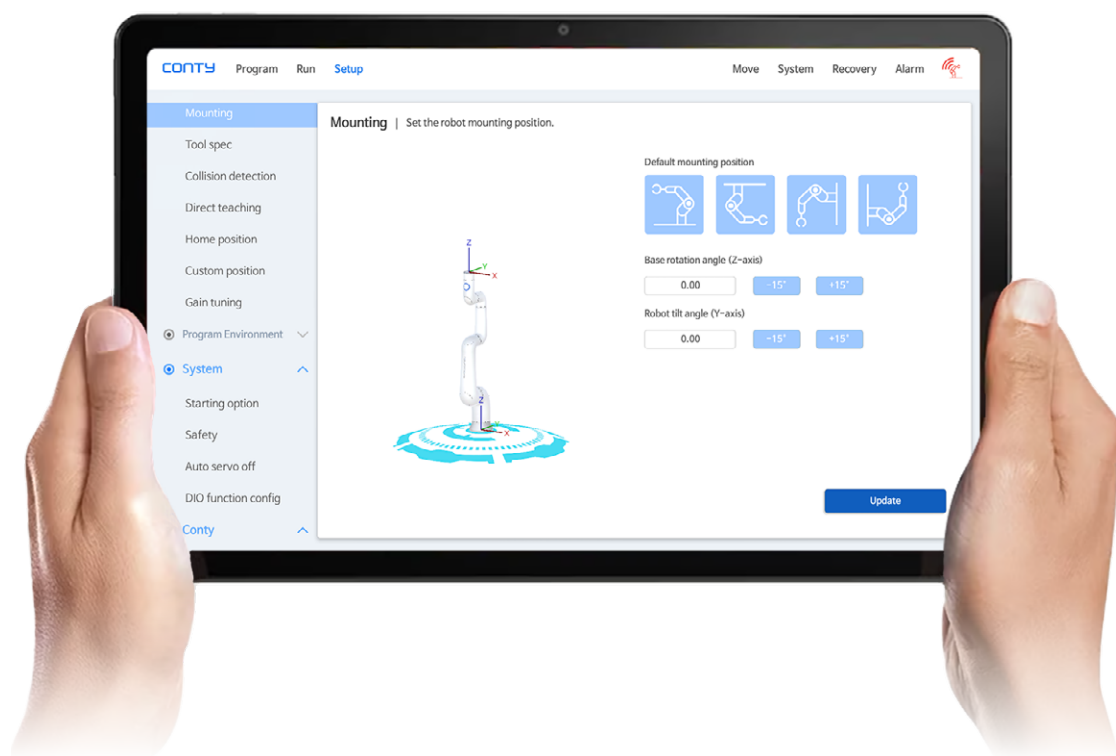 CONTY Program Run Setup Move System Recovery Alarm
Mounting
Tool spec
Collision detection
Direct teaching
Home position
Custom position
Gain tuning
Program Environment
System
Starting option
Safety
Auto servo off
DIO function config
Conty
Mounting | Set the robot mounting position.
Default mounting position
Base rotation angle (Z-axis)
0.00 -15° +15°
Robot tilt angle (Y-axis)
0.00 -15° +15°
Z
Y
X
Z
Y
X
Update